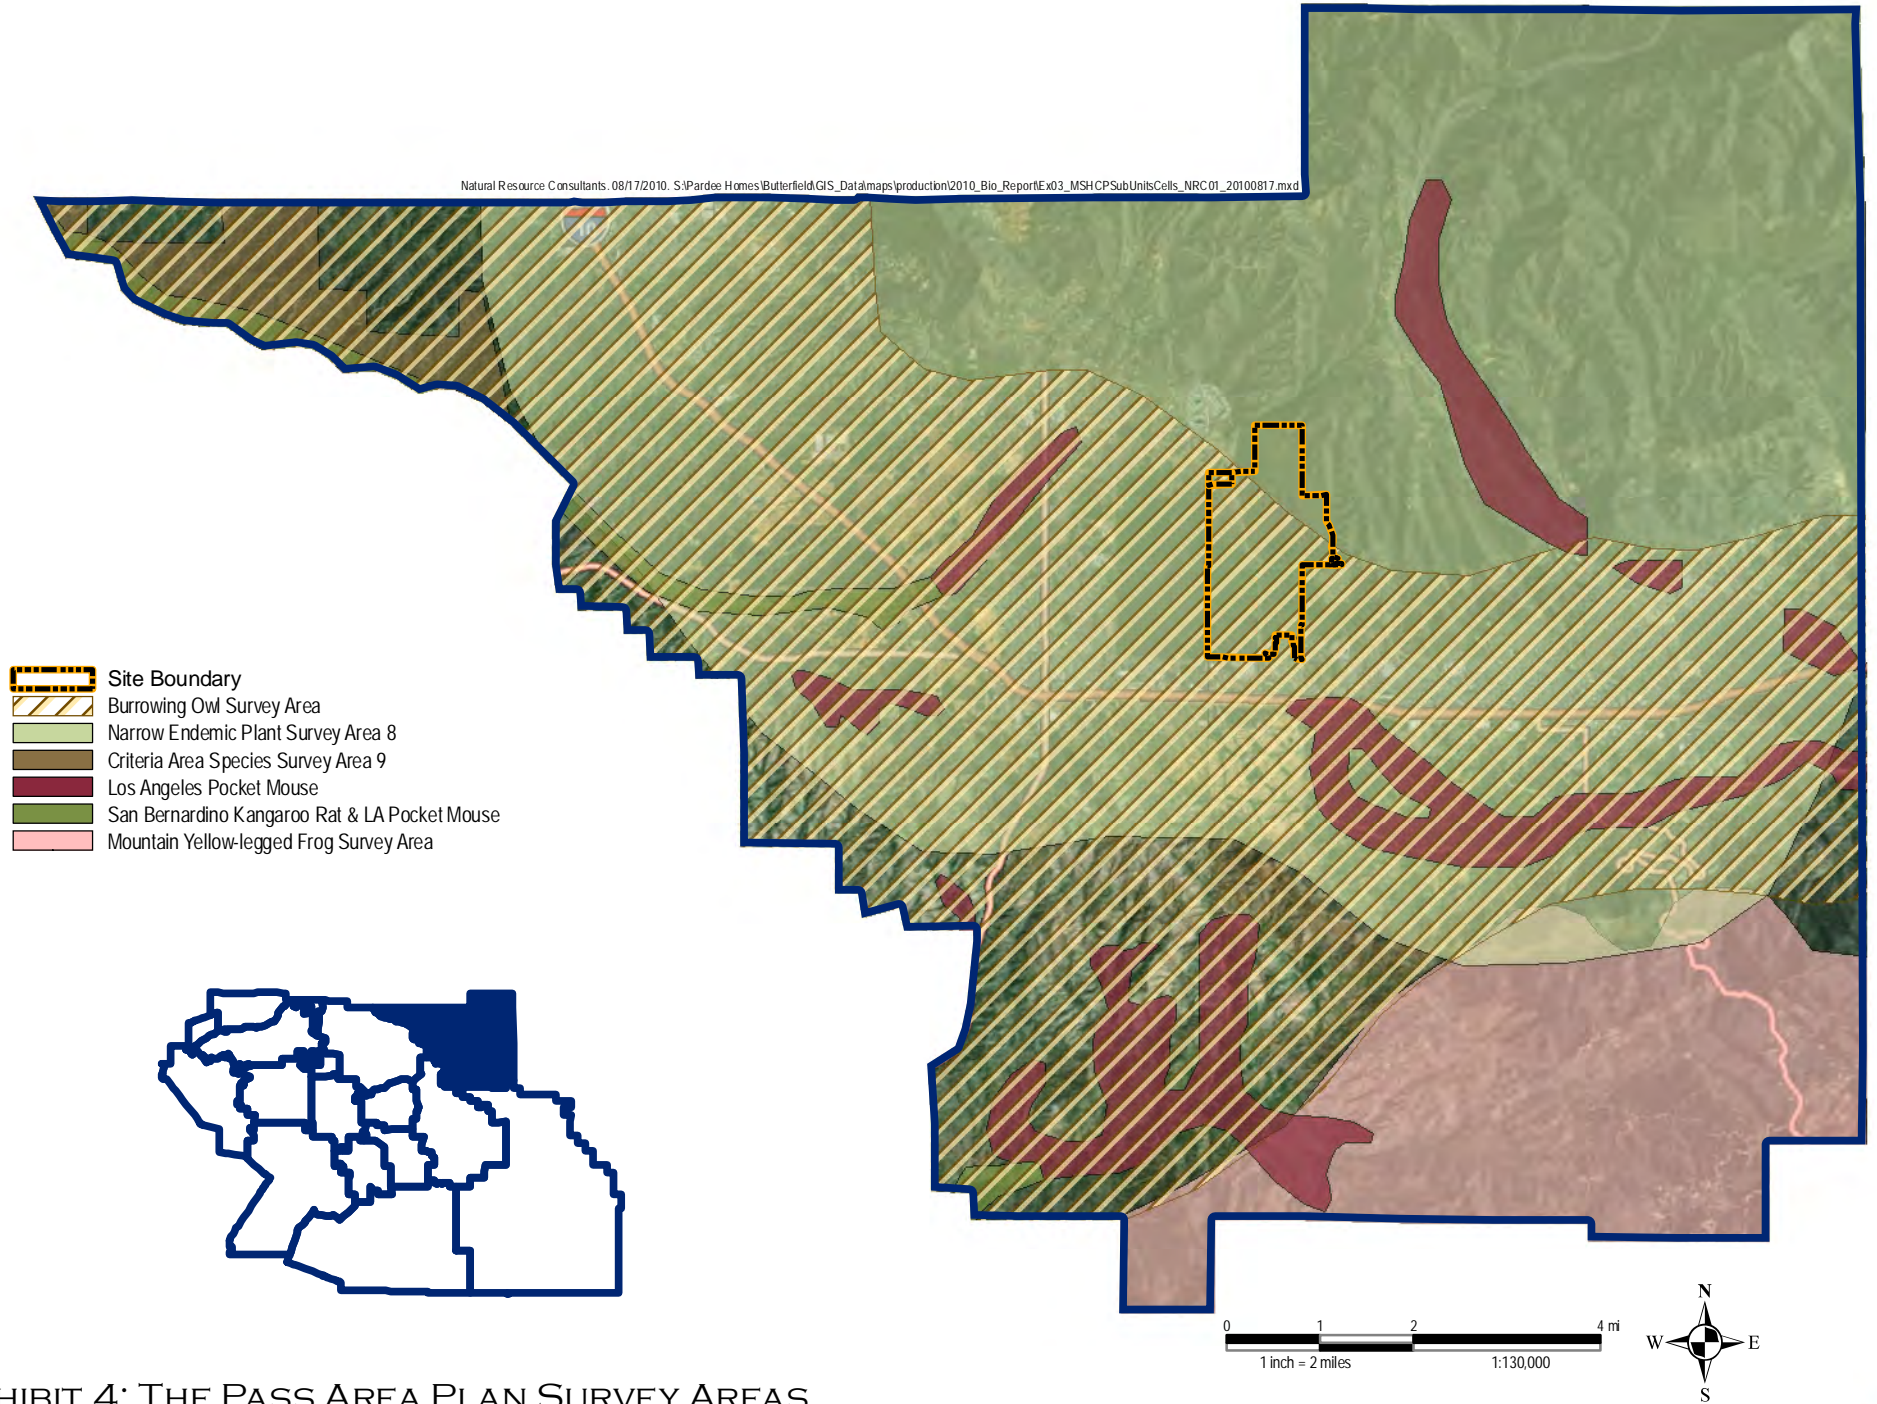 Natural Resource Consultants. 08/17/2010. S:\Pardee Homes\Butterfield\GIS_Data\maps\production\2010_Bio_Report\Ex03_MSHCPSubUnitsCells_NRC01_20100817.mxd
10
Site Boundary
Burrowing Owl Survey Area
Narrow Endemic Plant Survey Area 8
Criteria Area Species Survey Area 9
Los Angeles Pocket Mouse
San Bernardino Kangaroo Rat & LA Pocket Mouse
Mountain Yellow-legged Frog Survey Area
N
0 1 2 4 mi
W E
1 inch = 2 miles 1:130,000
S
HIBIT 4: THE PASS AREA PLAN SURVEY AREAS